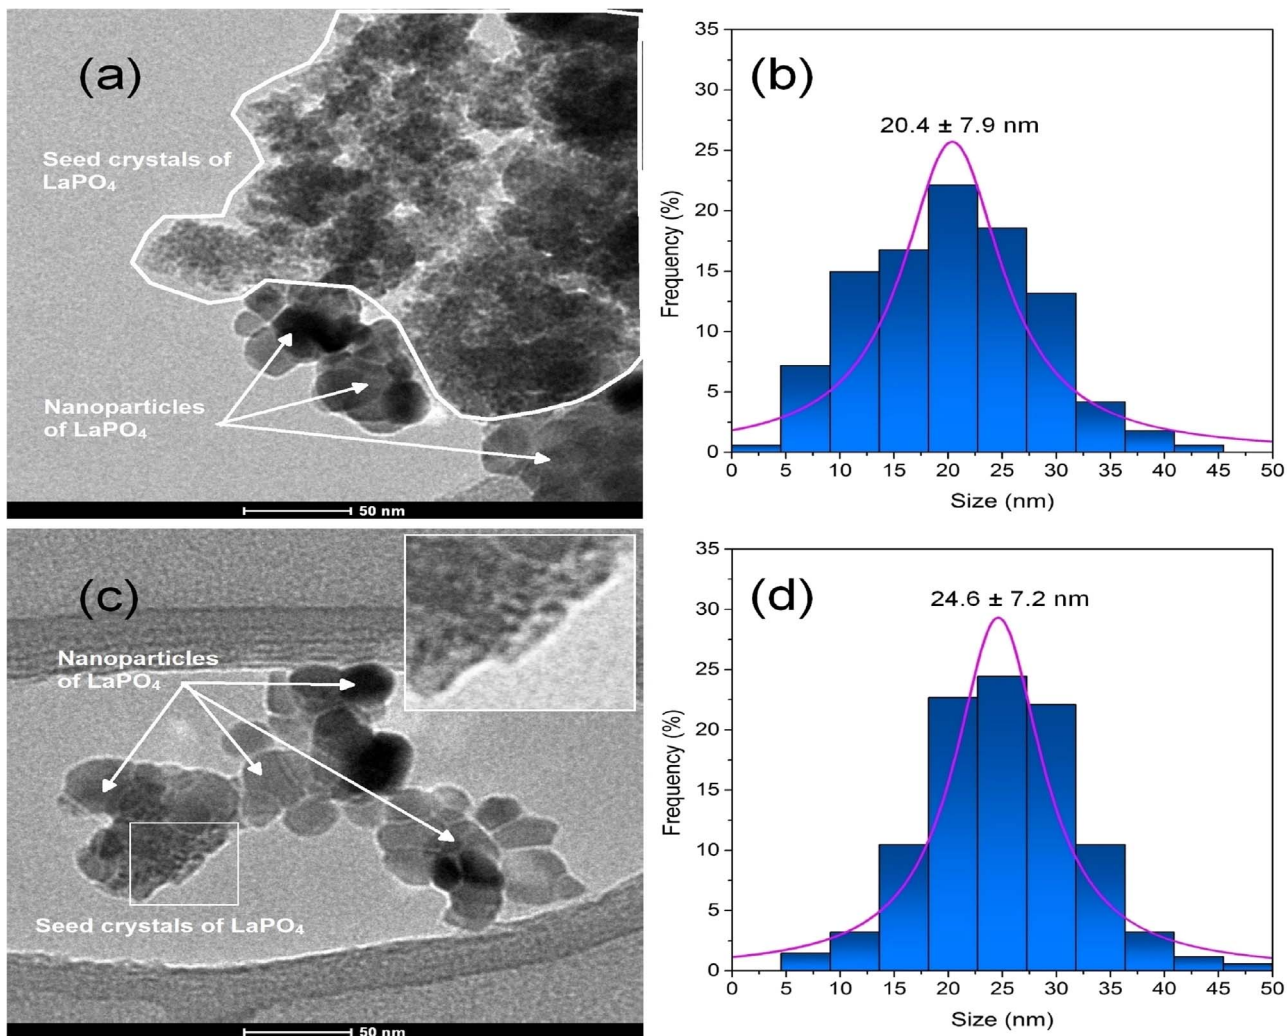 (a)
Seed crystals of
LaPO₄
Nanoparticles
of LaPO₄
50 nm
(b)
20.4 ± 7.9 nm
Frequency (%)
35
30
25
20
15
10
5
0
0 5 10 15 20 25 30 35 40 45 50
Size (nm)
(c)
Nanoparticles
of LaPO₄
Seed crystals of LaPO₄
50 nm
(d)
24.6 ± 7.2 nm
Frequency (%)
35
30
25
20
15
10
5
0
0 5 10 15 20 25 30 35 40 45 50
Size (nm)